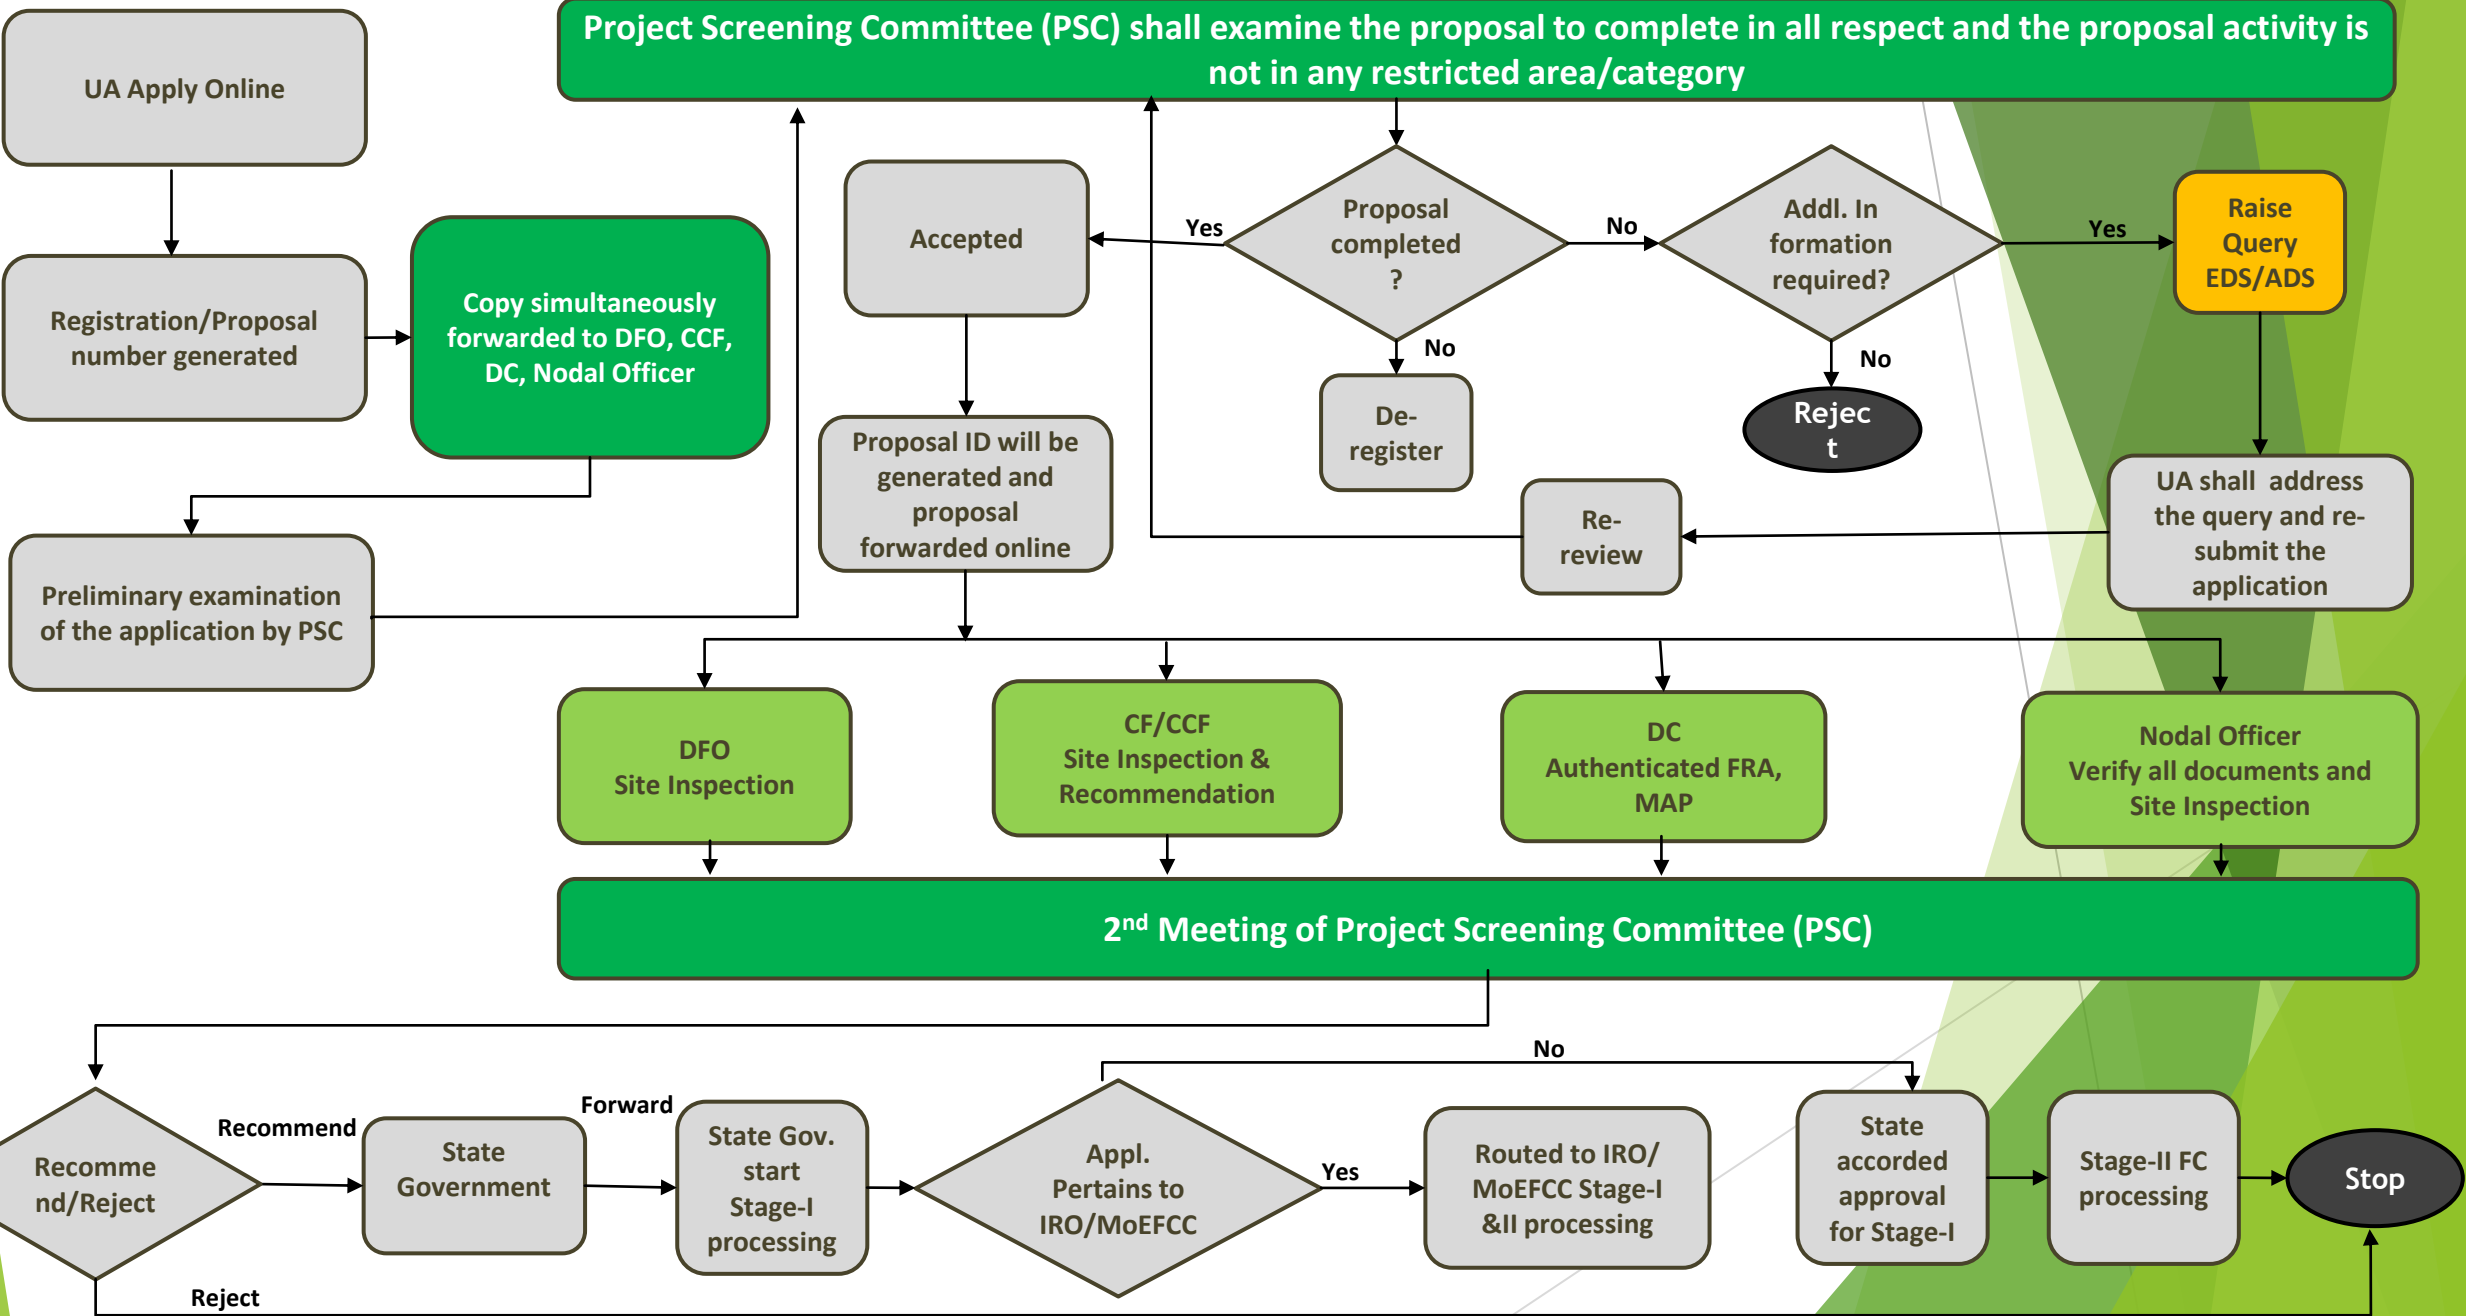 Project Screening Committee (PSC) shall examine the proposal to complete in all respect and the proposal activity is
not in any restricted area/category
UA Apply Online
Registration/Proposal
number generated
Copy simultaneously
forwarded to DFO, CCF,
DC, Nodal Officer
Preliminary examination
of the application by PSC
Accepted
Yes
Proposal
completed
?
No
Addl. In
formation
required?
Yes
Raise
Query
EDS/ADS
No
De-
register
No
Rejec
t
Proposal ID will be
generated and
proposal
forwarded online
Re-
review
UA shall  address
the query and re-
submit the
application
DFO
Site Inspection
CF/CCF
Site Inspection &
Recommendation
DC
Authenticated FRA,
MAP
Nodal Officer
Verify all documents and
Site Inspection
2nd Meeting of Project Screening Committee (PSC)
Recomme
nd/Reject
Recommend
State
Government
Forward
State Gov.
start
Stage-I
processing
Appl.
Pertains to
IRO/MoEFCC
No
Yes
Routed to IRO/
MoEFCC Stage-I
&II processing
State
accorded
approval
for Stage-I
Stage-II FC
processing
Stop
Reject